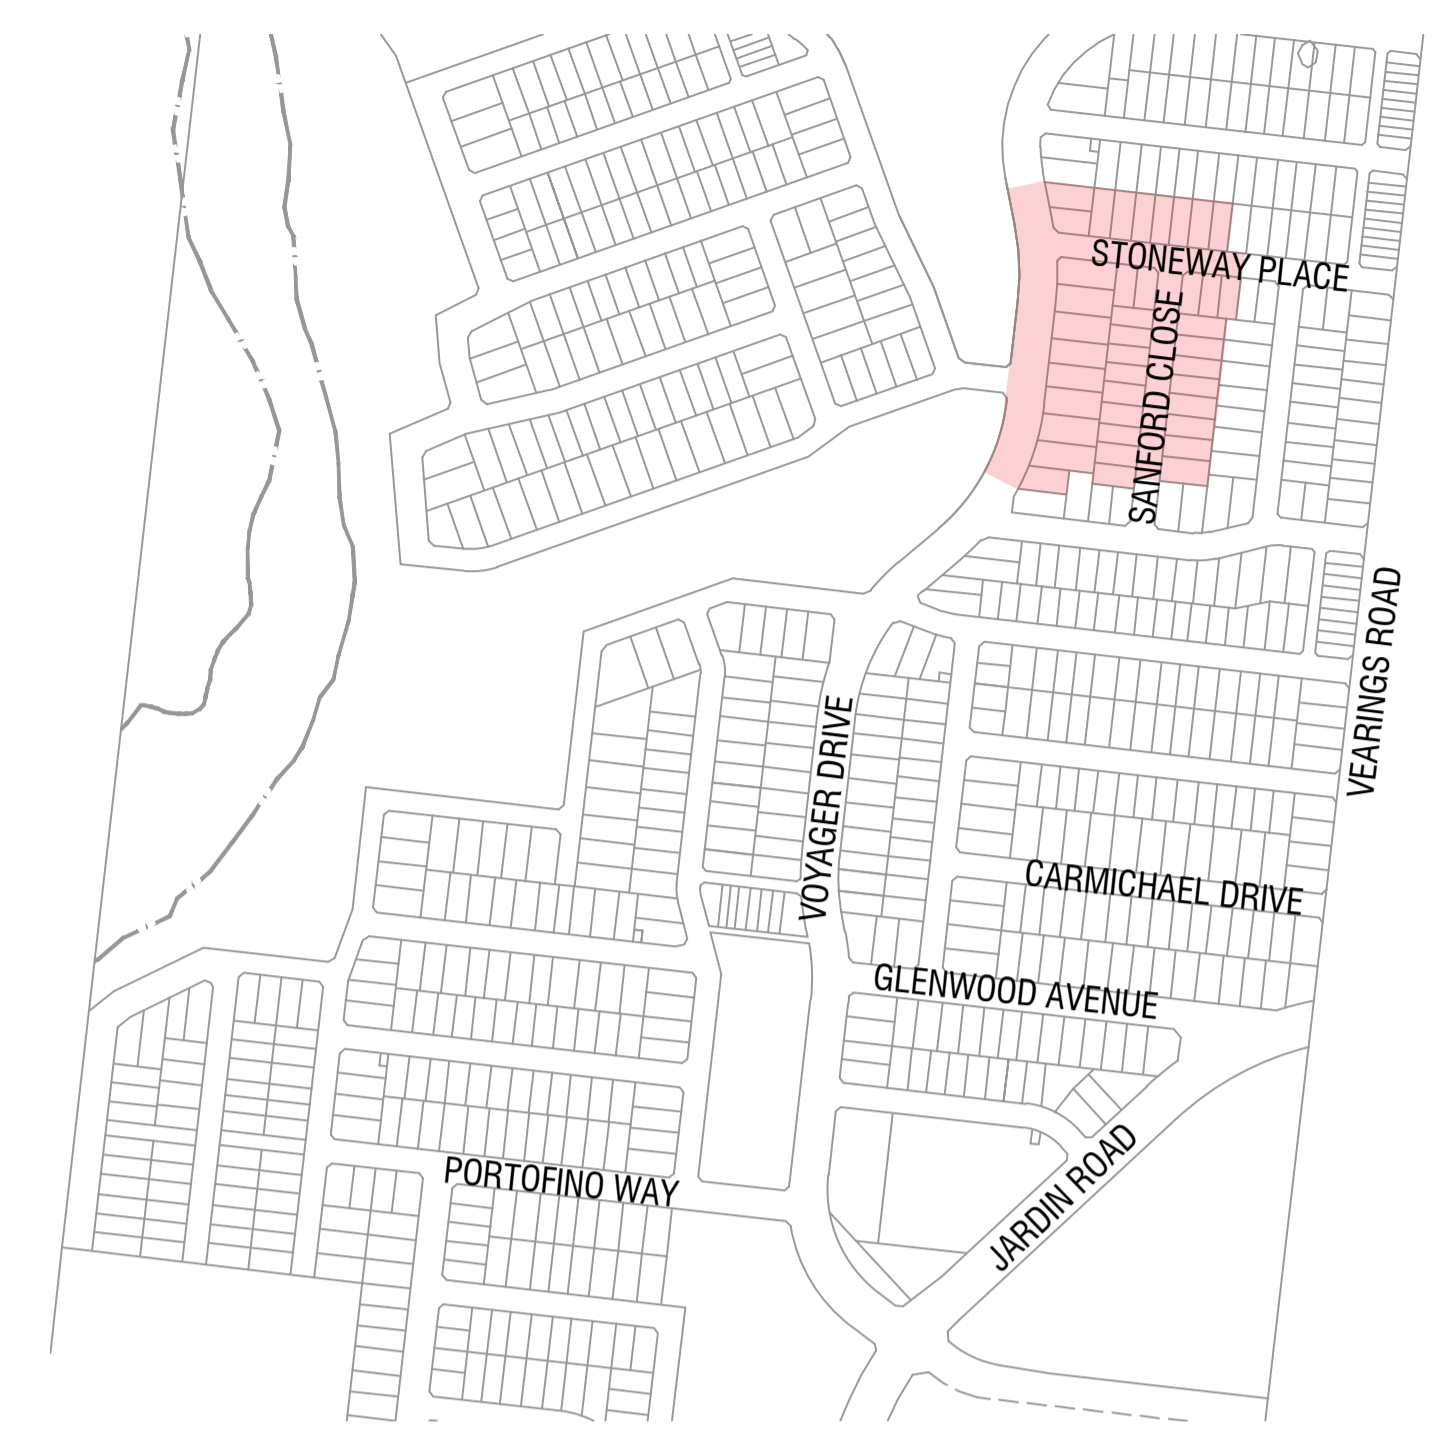 STONEWAY PLACE
SANFORD CLOSE
VEARINGS ROAD
VOYAGER DRIVE
CARMICHAEL DRIVE
GLENWOOD AVENUE
JARDIN ROAD
PORTOFINO WAY